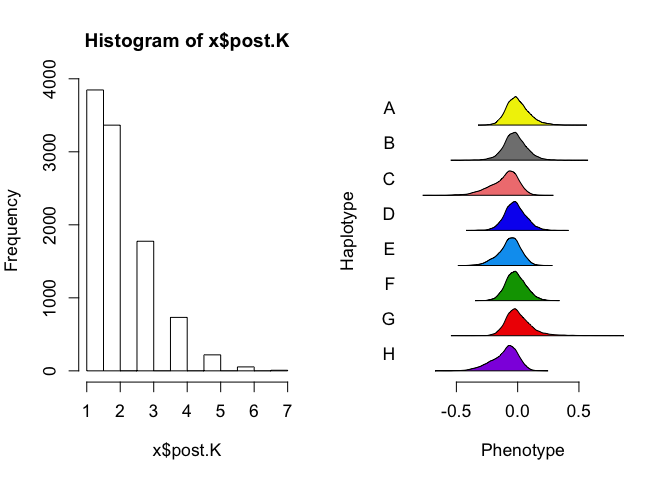 Histogram of x$post.K
Frequency
0
1000
2000
3000
4000
1 2 3 4 5 6 7
x$post.K
Haplotype
A
B
C
D
E
F
G
H
-0.5 0.0 0.5
Phenotype